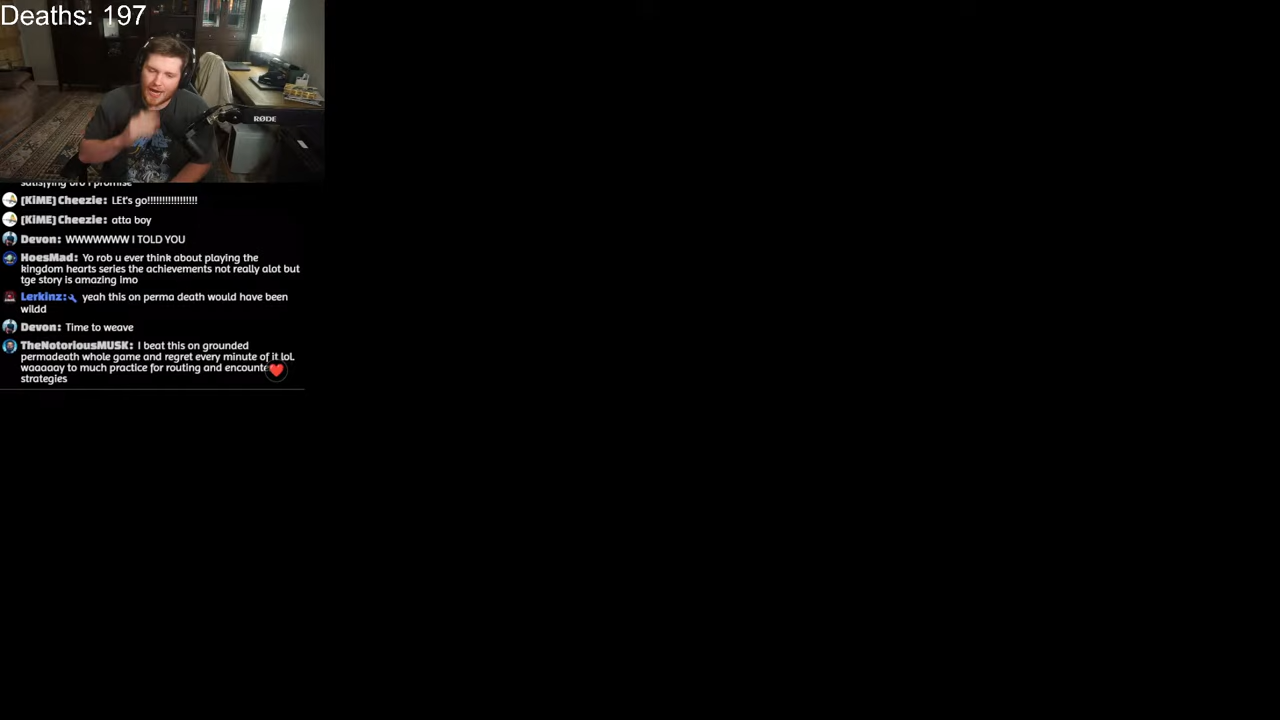 Deaths: 197
RØDE
satisfying bro I promise
[KiME] Cheezie: LEt's go!!!!!!!!!!!!!!!!!
[KiME] Cheezie: atta boy
Devon: WWWWWWW I TOLD YOU
HoesMad: Yo rob u ever think about playing the
kingdom hearts series the achievements not really alot but
tge story is amazing imo
Lerkinz: yeah this on perma death would have been
wildd
Devon: Time to weave
TheNotoriousMUSK: I beat this on grounded
permadeath whole game and regret every minute of it lol.
waaaaay to much practice for routing and encounte
strategies